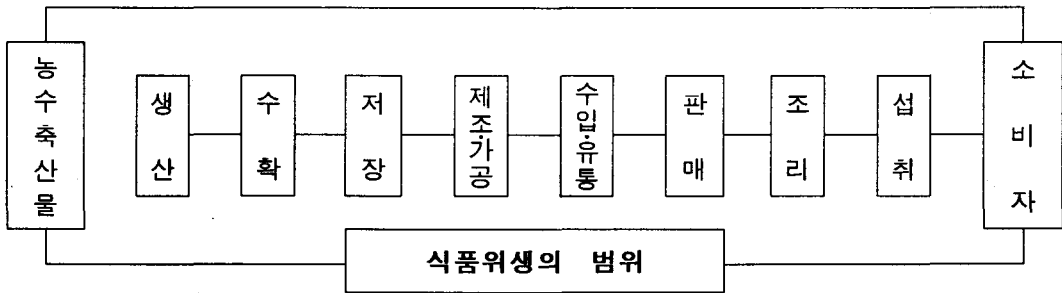 농수축산물
생산
수확
저장
제조·가공
수입·유통
판매
조리
섭취
소비자
식품위생의 범위